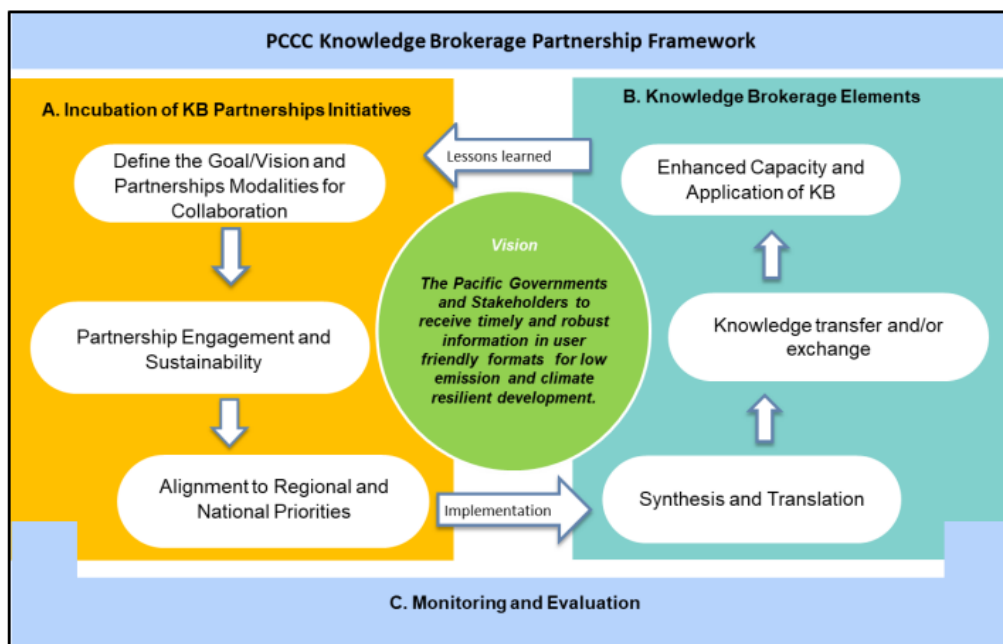 PCCC Knowledge Brokerage Partnership Framework
A. Incubation of KB Partnerships Initiatives
Define the Goal/Vision and
Partnerships Modalities for
Collaboration
Partnership Engagement and
Sustainability
Alignment to Regional and
National Priorities
Lessons learned
Vision
The Pacific Governments
and Stakeholders to
receive timely and robust
information in user
friendly formats for low
emission and climate
resilient development.
Implementation
B. Knowledge Brokerage Elements
Enhanced Capacity and
Application of KB
Knowledge transfer and/or
exchange
Synthesis and Translation
C. Monitoring and Evaluation